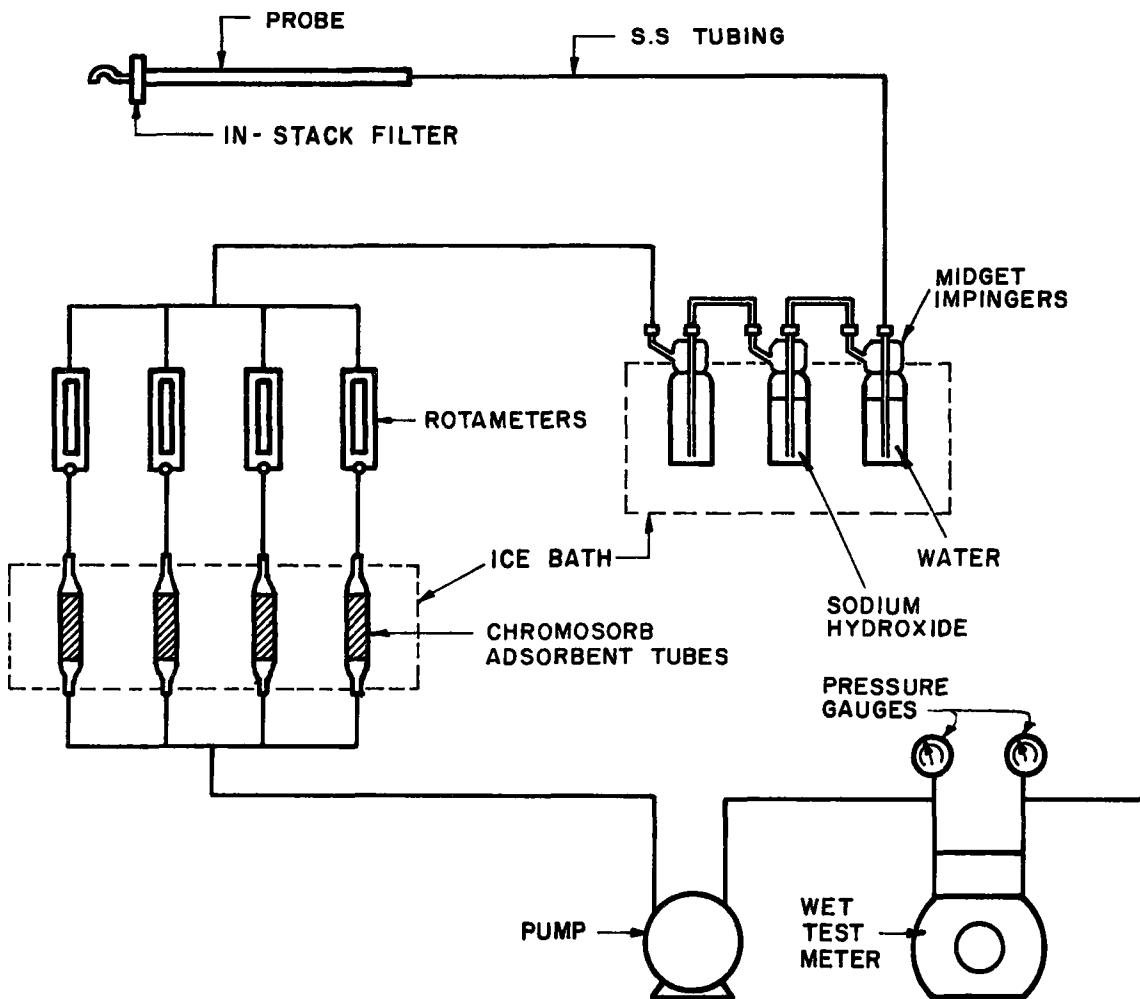 PROBE
S.S TUBING
IN- STACK FILTER
MIDGET
IMPINGERS
ROTAMETERS
ICE BATH
WATER
SODIUM
HYDROXIDE
CHROMOSORB
ADSORBENT TUBES
PRESSURE
GAUGES
PUMP
WET
TEST
METER